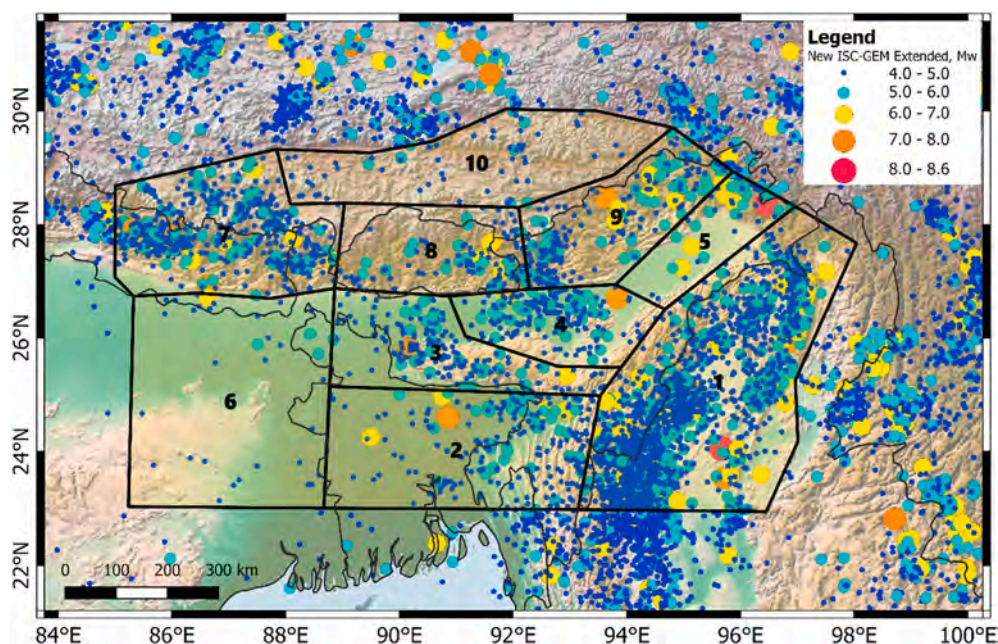 Legend
New ISC-GEM Extended, Mw
4.0 - 5.0
5.0 - 6.0
6.0 - 7.0
7.0 - 8.0
8.0 - 8.6
30°N
28°N
26°N
24°N
22°N
10
9
7
8
5
4
3
1
6
2
0 100 200 300 km
84°E 86°E 88°E 90°E 92°E 94°E 96°E 98°E 100°E